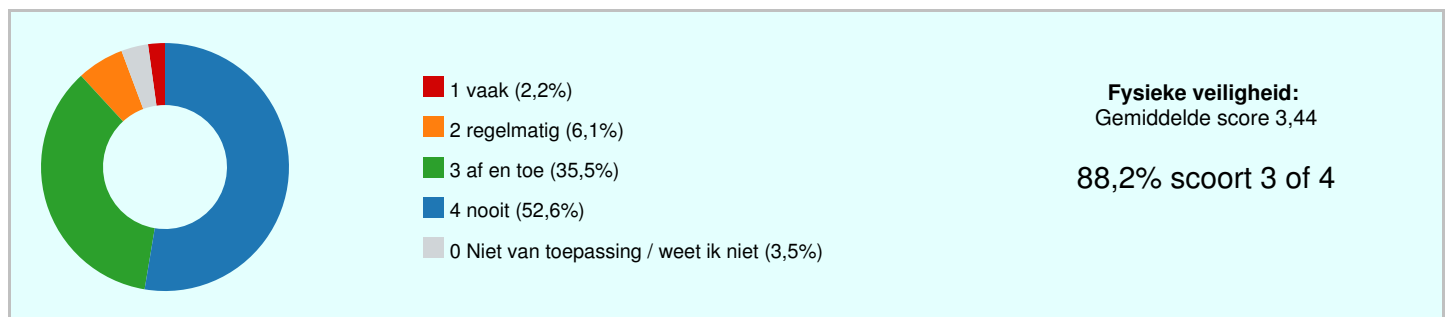 1 vaak (2,2%)
2 regelmatig (6,1%)
3 af en toe (35,5%)
4 nooit (52,6%)
0 Niet van toepassing / weet ik niet (3,5%)
Fysieke veiligheid:
Gemiddelde score 3,44
88,2% scoort 3 of 4